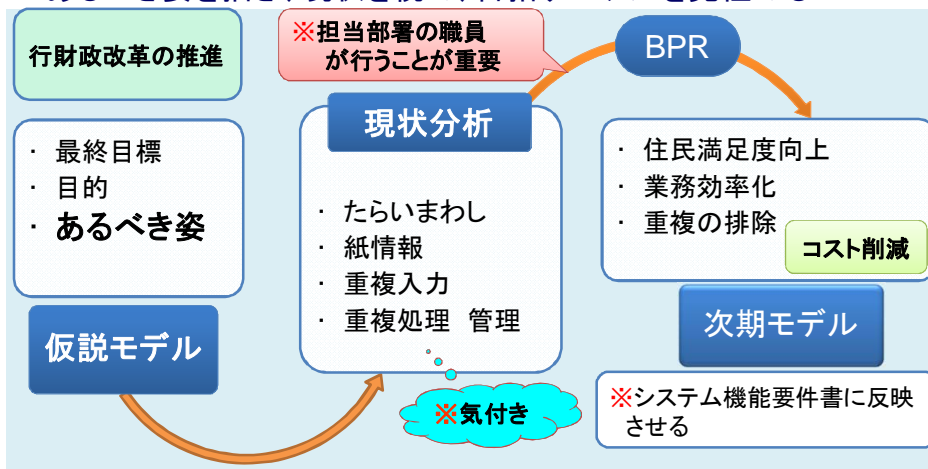 行財政改革の推進
・ 最終目標
・ 目的
・ あるべき姿
仮説モデル
※担当部署の職員
が行うことが重要
現状分析
・ たらいまわし
・ 紙情報
・ 重複入力
・ 重複処理 管理
※気付き
BPR
・ 住民満足度向上
・ 業務効率化
・ 重複の排除
コスト削減
次期モデル
※システム機能要件書に反映
させる